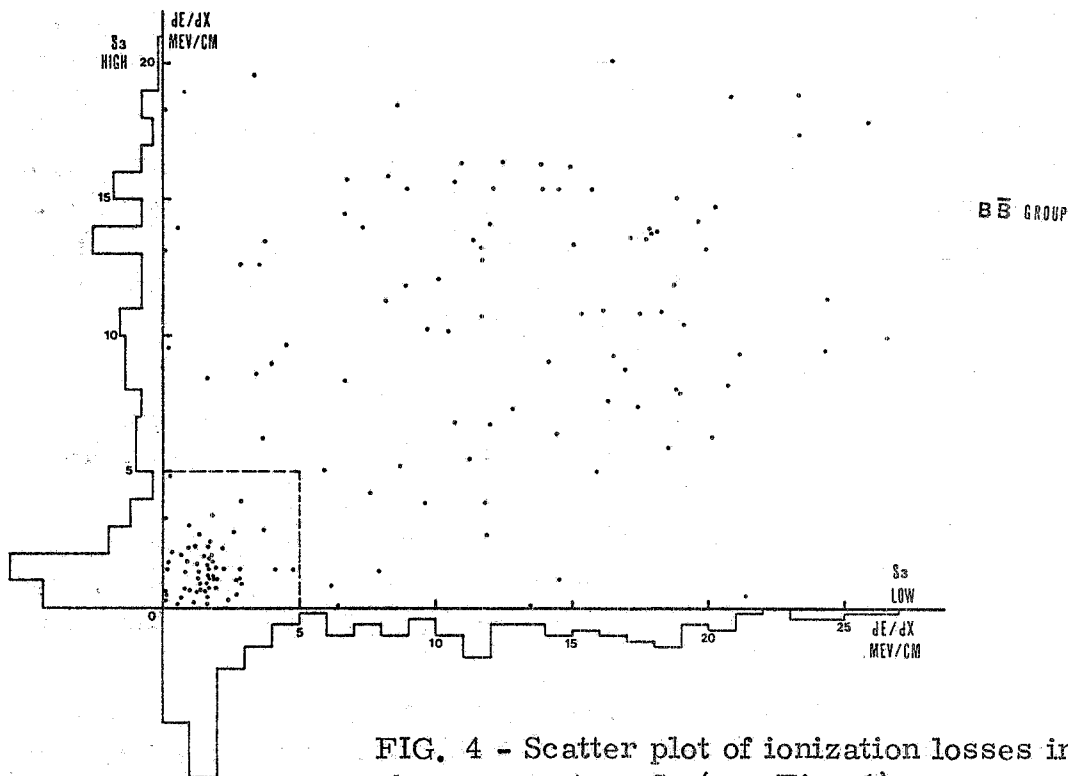 dE/dX
S3 MEV/CM
HIGH 20
15
BB̅ GROUP
10
5
S3
LOW
0
5 10 15 20 25
dE/dX
MEV/CM
FIG. 4 - Scatter plot of ionization losses in